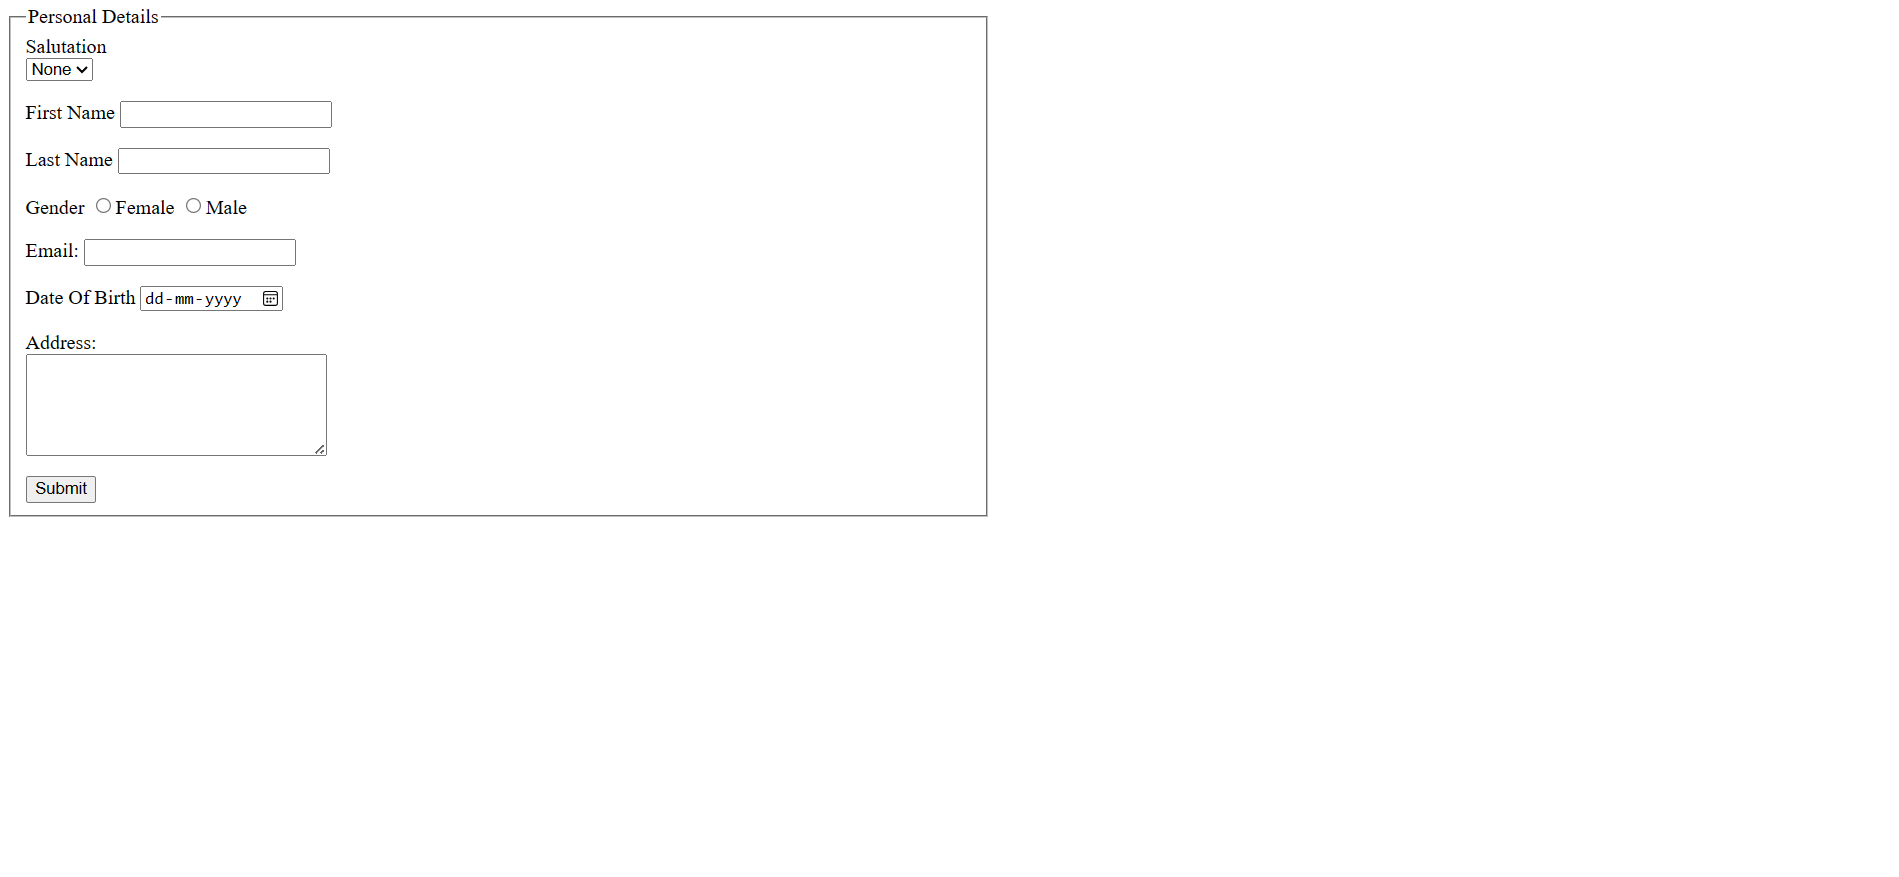 Personal Details
Salutation
None
First Name
Last Name
Gender Female Male
Email:
Date Of Birth dd-mm-yyyy
Address:
Submit